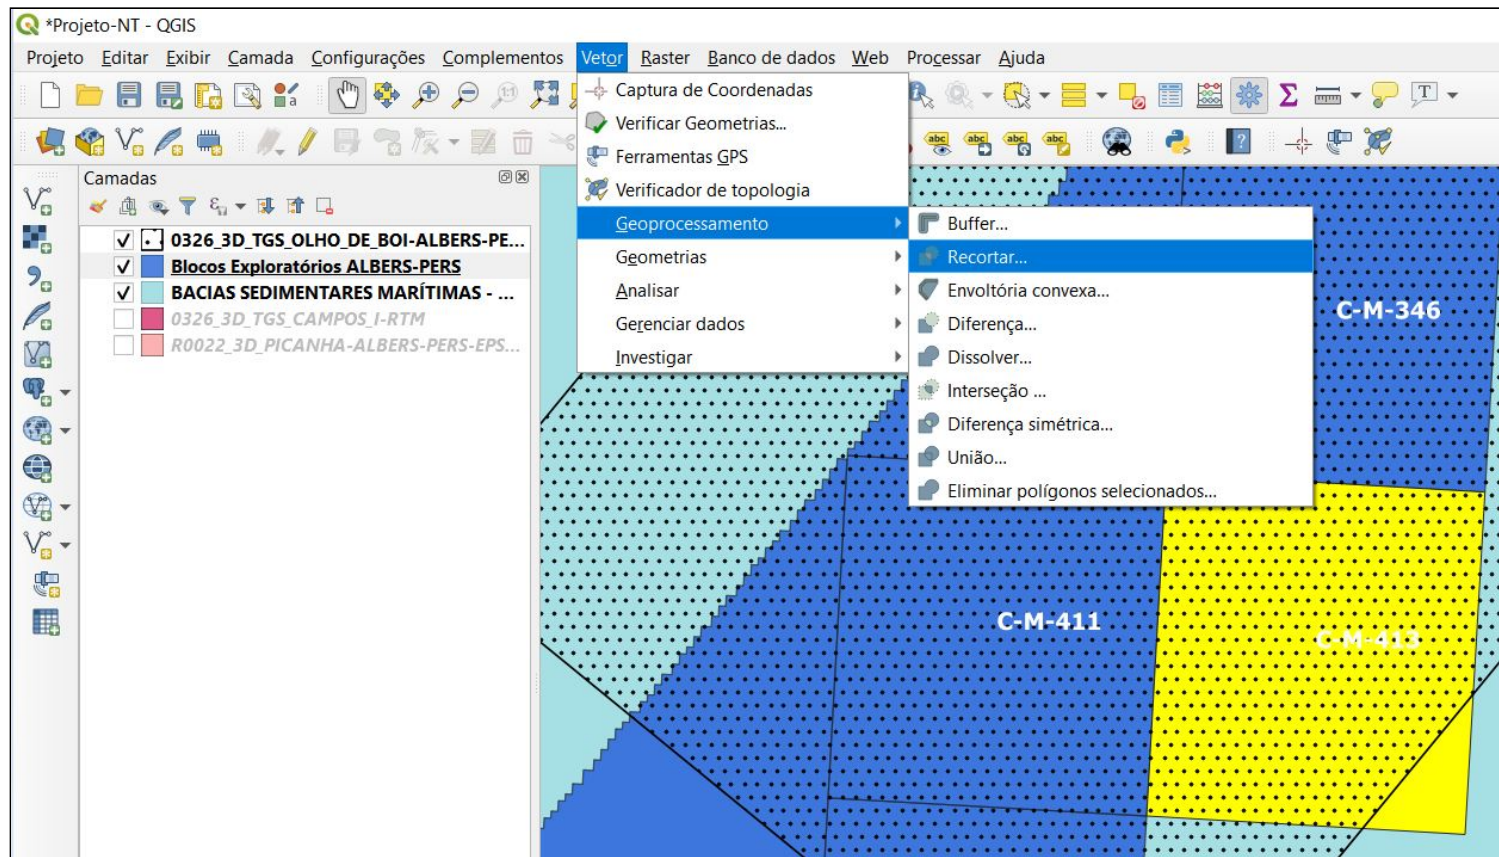 *Projeto-NT - QGIS
Projeto Editar Exibir Camada Configurações Complementos Vetor Raster Banco de dados Web Processar Ajuda
Captura de Coordenadas
Verificar Geometrias...
Ferramentas GPS
Verificador de topologia
Geoprocessamento
Geometrias
Analisar
Gerenciar dados
Investigar
Buffer...
Recortar...
Envoltória convexa...
Diferença...
Dissolver...
Interseção ...
Diferença simétrica...
União...
Eliminar polígonos selecionados...
Camadas
0326_3D_TGS_OLHO_DE_BOI-ALBERS-PE...
Blocos Exploratórios ALBERS-PERS
BACIAS SEDIMENTARES MARÍTIMAS - ...
0326_3D_TGS_CAMPOS_I-RTM
R0022_3D_PICANHA-ALBERS-PERS-EPS...
C-M-346
C-M-411
C-M-413